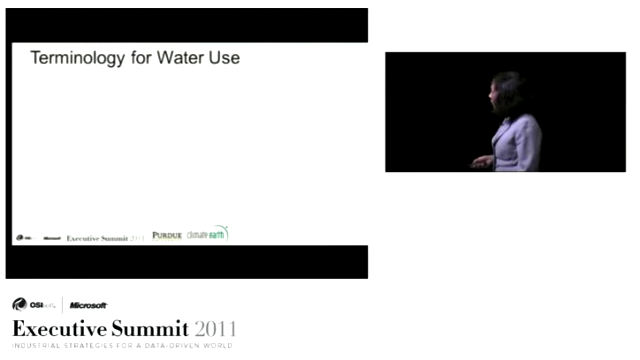 Terminology for Water Use
Executive Summit 2011
PURDUE climate earth
OSIsoft. Microsoft
Executive Summit 2011
INDUSTRIAL STRATEGIES FOR A DATA-DRIVEN WORLD